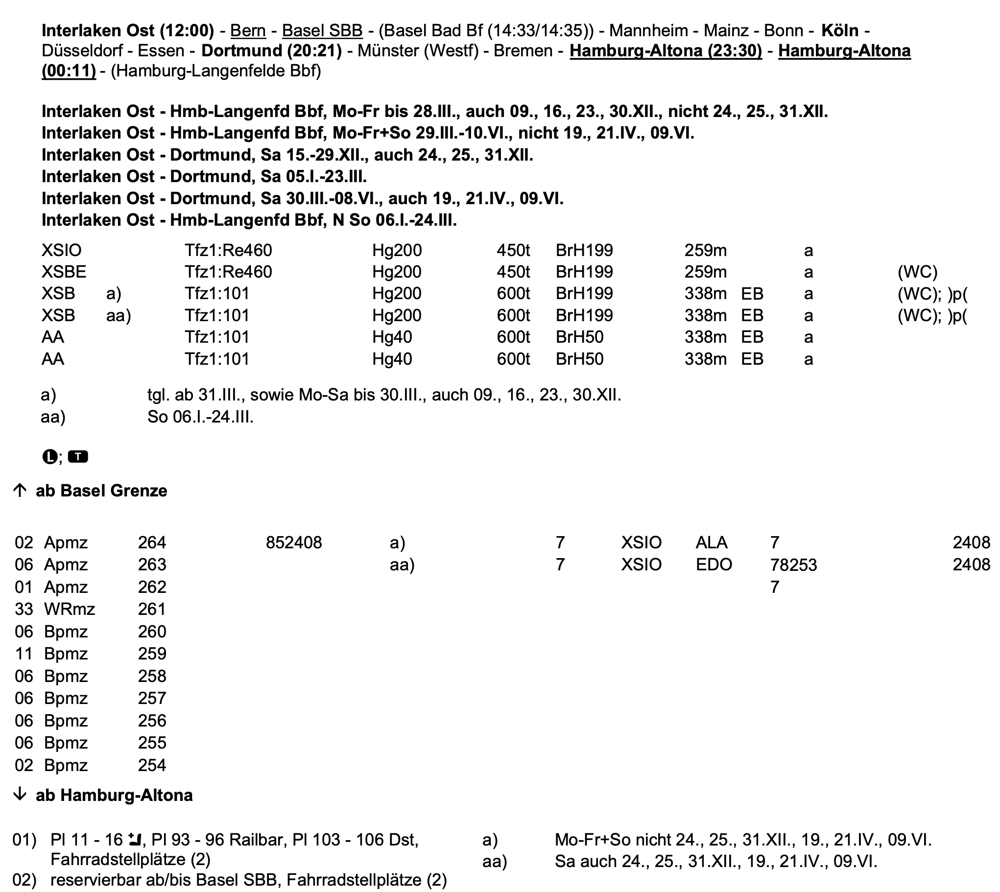 Interlaken Ost (12:00) - Bern - Basel SBB - (Basel Bad Bf (14:33/14:35)) - Mannheim - Mainz - Bonn - Köln -
Düsseldorf - Essen - Dortmund (20:21) - Münster (Westf) - Bremen - Hamburg-Altona (23:30) - Hamburg-Altona
(00:11) - (Hamburg-Langenfelde Bbf)
Interlaken Ost - Hmb-Langenfd Bbf, Mo-Fr bis 28.III., auch 09., 16., 23., 30.XII., nicht 24., 25., 31.XII.
Interlaken Ost - Hmb-Langenfd Bbf, Mo-Fr+So 29.III.-10.VI., nicht 19., 21.IV., 09.VI.
Interlaken Ost - Dortmund, Sa 15.-29.XII., auch 24., 25., 31.XII.
Interlaken Ost - Dortmund, Sa 05.I.-23.III.
Interlaken Ost - Dortmund, Sa 30.III.-08.VI., auch 19., 21.IV., 09.VI.
Interlaken Ost - Hmb-Langenfd Bbf, N So 06.I.-24.III.
XSIO Tfz1:Re460 Hg200 450t BrH199 259m a
XSBE Tfz1:Re460 Hg200 450t BrH199 259m a (WC)
XSB a) Tfz1:101 Hg200 600t BrH199 338m EB a (WC); )p(
XSB aa) Tfz1:101 Hg200 600t BrH199 338m EB a (WC); )p(
AA Tfz1:101 Hg40 600t BrH50 338m EB a
AA Tfz1:101 Hg40 600t BrH50 338m EB a
a) tgl. ab 31.III., sowie Mo-Sa bis 30.III., auch 09., 16., 23., 30.XII.
aa) So 06.I.-24.III.
L; T
↑ ab Basel Grenze
02 Apmz 264 852408 a) 7 XSIO ALA 7 2408
06 Apmz 263 aa) 7 XSIO EDO 78253 2408
01 Apmz 262 7
33 WRmz 261
06 Bpmz 260
11 Bpmz 259
06 Bpmz 258
06 Bpmz 257
06 Bpmz 256
06 Bpmz 255
02 Bpmz 254
↓ ab Hamburg-Altona
01) Pl 11 - 16 , Pl 93 - 96 Railbar, Pl 103 - 106 Dst,
Fahrradstellplätze (2)
02) reservierbar ab/bis Basel SBB, Fahrradstellplätze (2)
a) Mo-Fr+So nicht 24., 25., 31.XII., 19., 21.IV., 09.VI.
aa) Sa auch 24., 25., 31.XII., 19., 21.IV., 09.VI.